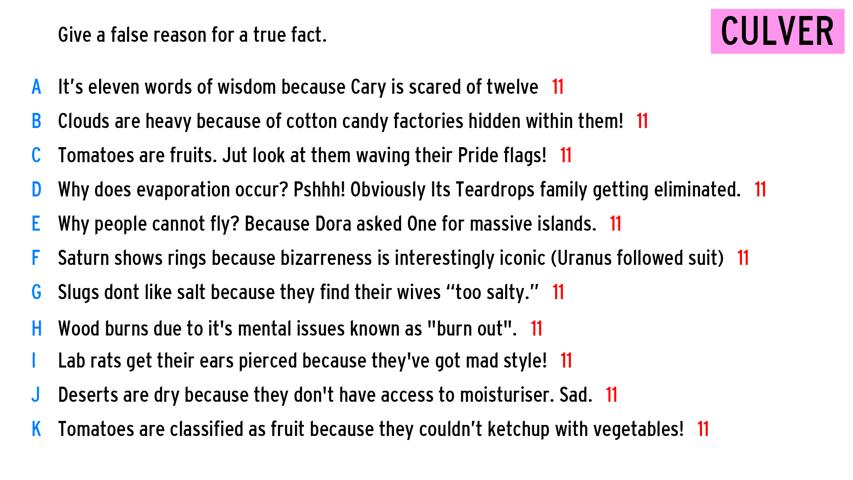 Give a false reason for a true fact.
CULVER
A It's eleven words of wisdom because Cary is scared of twelve 11
B Clouds are heavy because of cotton candy factories hidden within them! 11
C Tomatoes are fruits. Jut look at them waving their Pride flags! 11
D Why does evaporation occur? Pshhh! Obviously Its Teardrops family getting eliminated. 11
E Why people cannot fly? Because Dora asked One for massive islands. 11
F Saturn shows rings because bizarreness is interestingly iconic (Uranus followed suit) 11
G Slugs dont like salt because they find their wives “too salty.” 11
H Wood burns due to it's mental issues known as "burn out". 11
I Lab rats get their ears pierced because they've got mad style! 11
J Deserts are dry because they don't have access to moisturiser. Sad. 11
K Tomatoes are classified as fruit because they couldn't ketchup with vegetables! 11